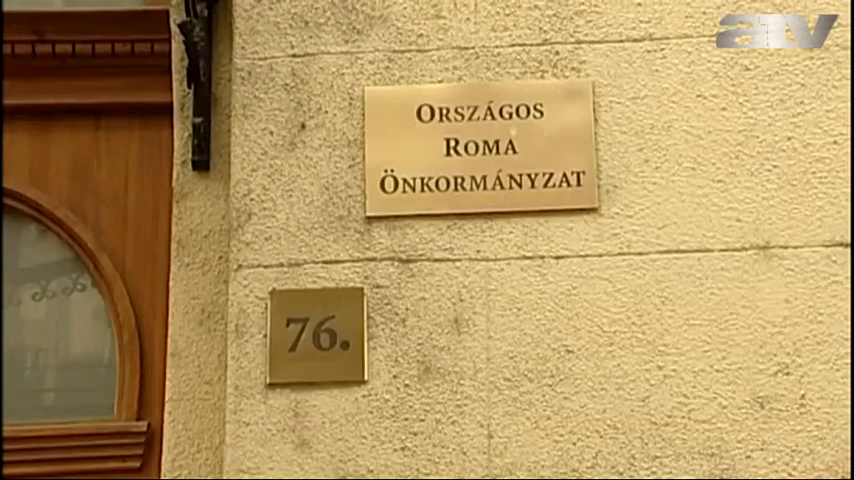 atv
ORSZÁGOS
ROMA
ÖNKORMÁNYZAT
76.